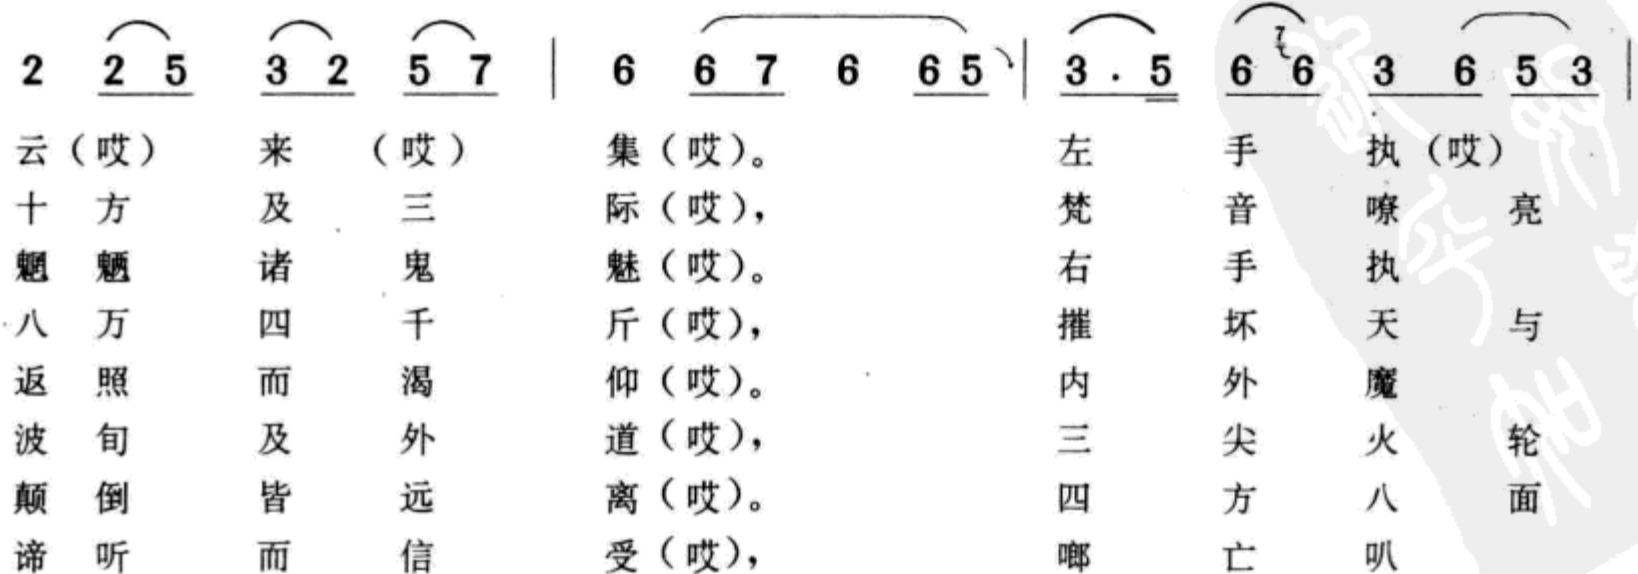 2 2 5 3 2 5 7 | 6 6 7 6 6 5 | 3 . 5 6 7 6 3 6 5 3 |
云（哎） 来 （哎） 集（哎）。 左 手 执（哎）
十 方 及 三 际（哎）， 梵 音 嘹 亮
魍 魉 诸 鬼 魅（哎）。 右 手 执
八 万 四 千 斤（哎）， 摧 坏 天 与
返 照 而 渴 仰（哎）。 内 外 魔
波 旬 及 外 道（哎）， 三 尖 火 轮
颠 倒 皆 远 离（哎）。 四 方 八 面
谛 听 而 信 受（哎）， 啷 亡 叭